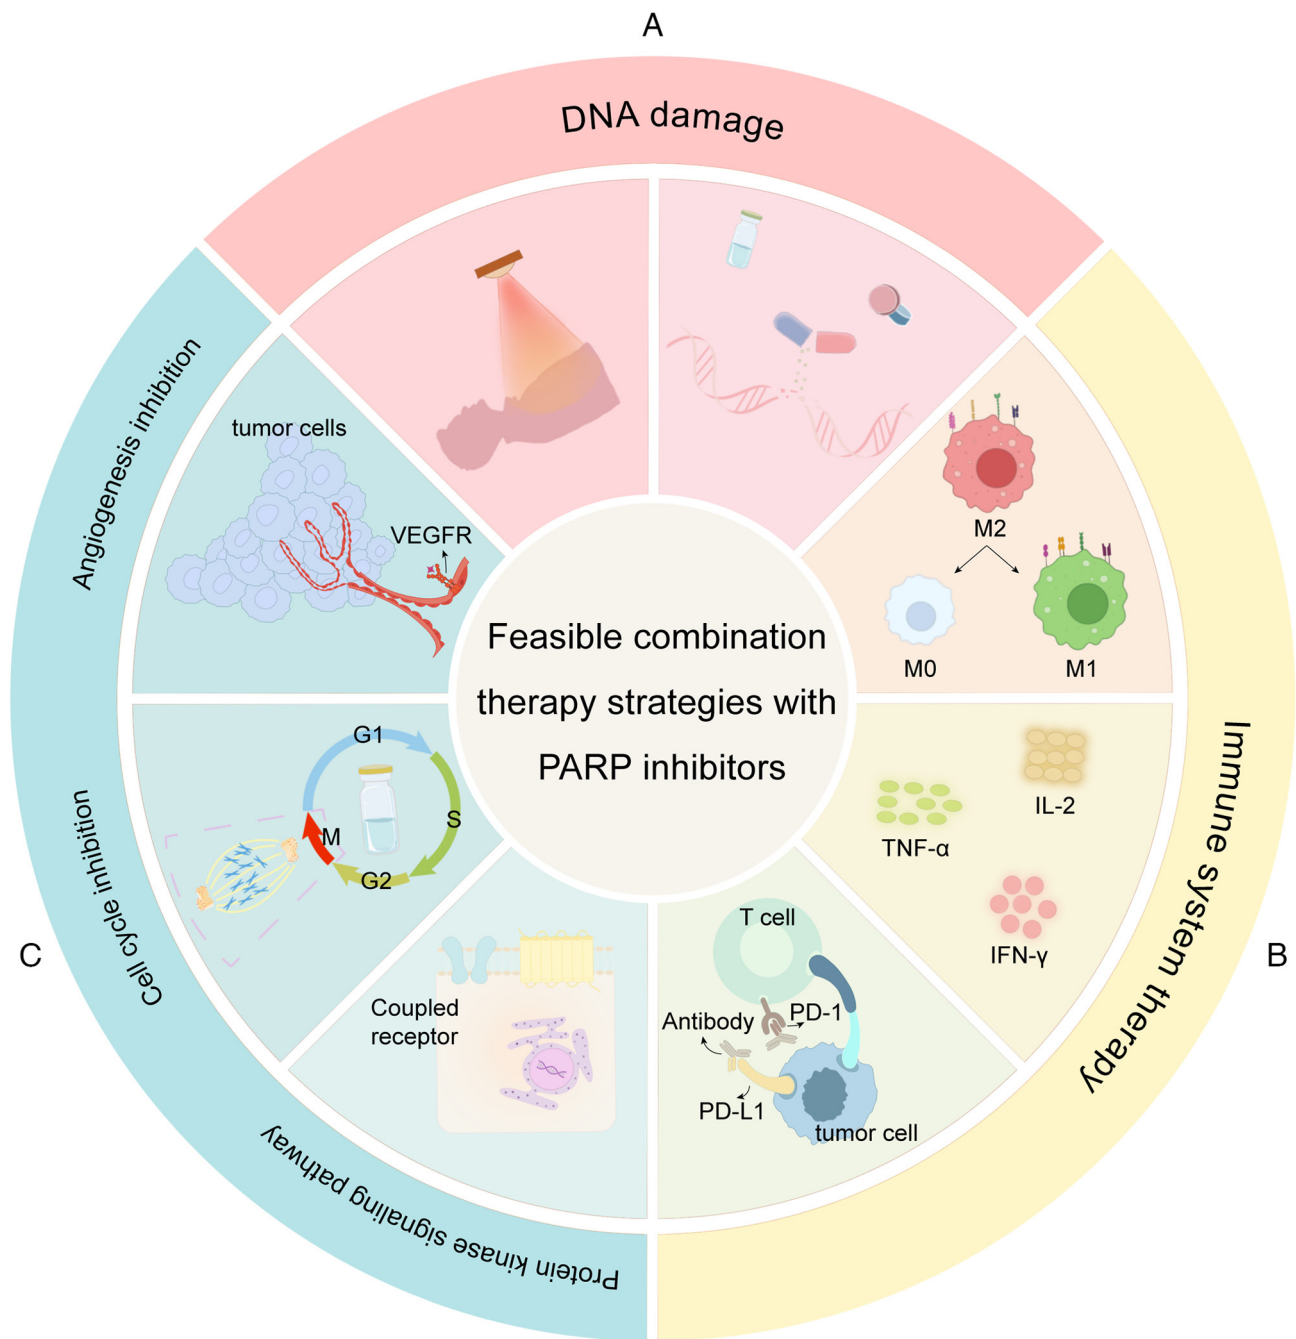 A
DNA damage
Angiogenesis inhibition
tumor cells
VEGFR
M2
M0
M1
Feasible combination
therapy strategies with
PARP inhibitors
G1
S
M
G2
Cell cycle inhibition
C
IL-2
TNF-α
IFN-γ
Immune system therapy
B
T cell
PD-1
Antibody
PD-L1
tumor cell
Coupled
receptor
Protein kinase signaling pathway